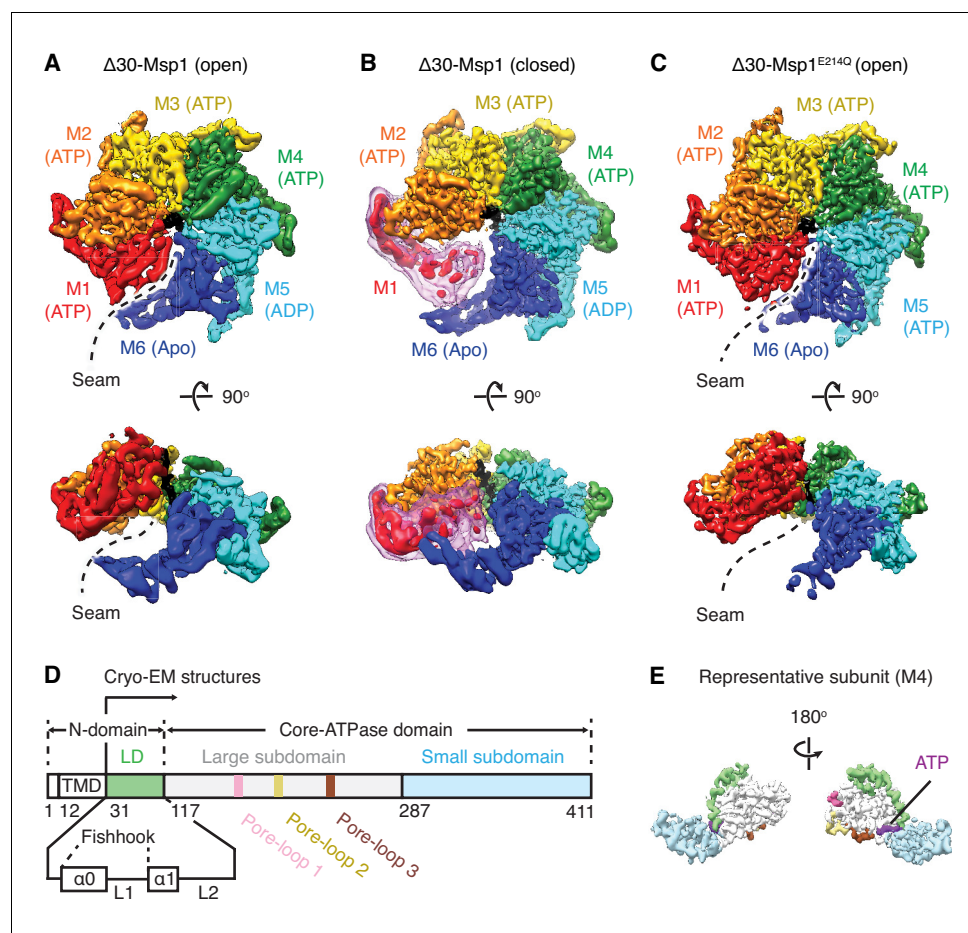 A
Δ30-Msp1 (open)
M3 (ATP)
M2
(ATP)
M4
(ATP)
M1
(ATP)
M5
(ADP)
M6 (Apo)
Seam
90°
Seam
B
Δ30-Msp1 (closed)
M3 (ATP)
M2
(ATP)
M4
(ATP)
M1
M5
(ADP)
M6 (Apo)
90°
C
Δ30-Msp1E214Q (open)
M3 (ATP)
M2
(ATP)
M4
(ATP)
M1
(ATP)
M5
(ATP)
M6 (Apo)
Seam
90°
Seam
D
Cryo-EM structures
N-domain
Core-ATPase domain
LD
Large subdomain
Small subdomain
TMD
1 12 31 117 287 411
Fishhook
Pore-loop 1
Pore-loop 2
Pore-loop 3
α0
L1
α1
L2
E
Representative subunit (M4)
180°
ATP